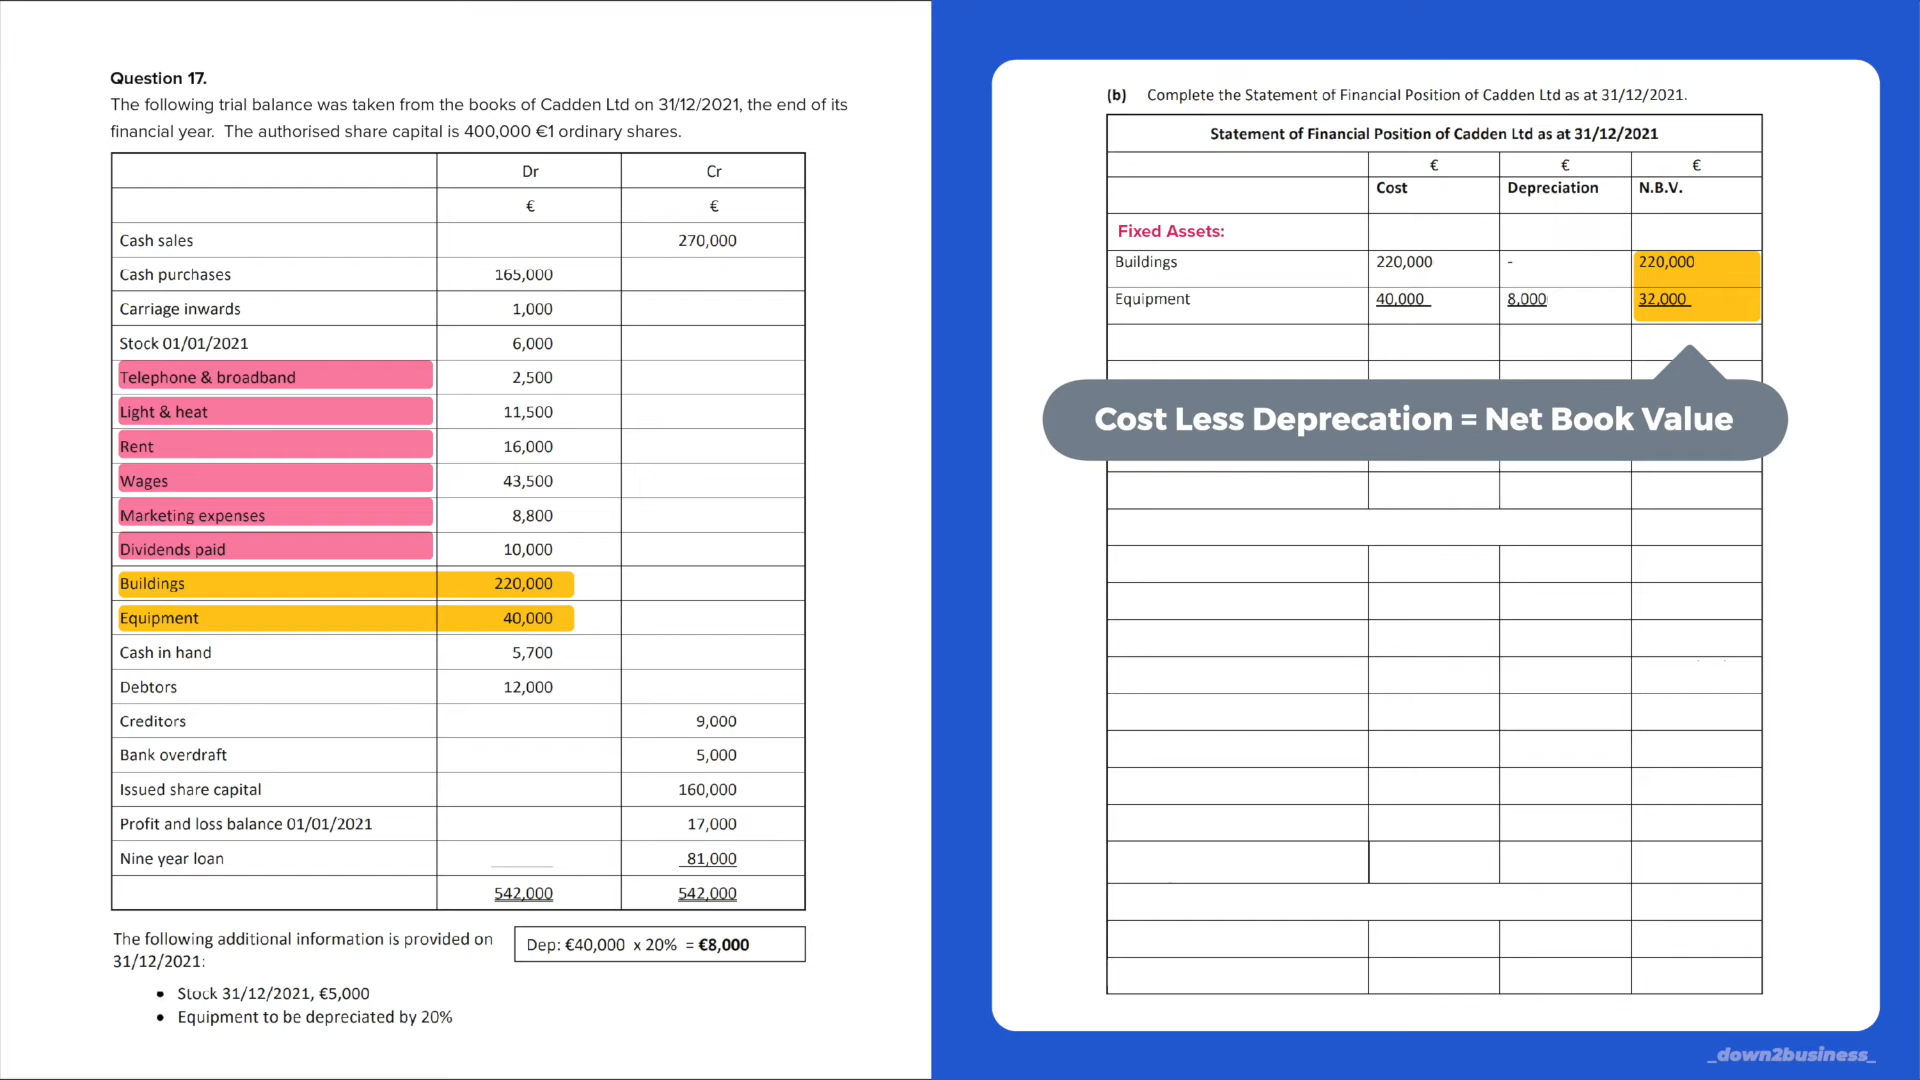 Question 17.
The following trial balance was taken from the books of Cadden Ltd on 31/12/2021, the end of its
financial year. The authorised share capital is 400,000 €1 ordinary shares.
Dr Cr
€ €
Cash sales 270,000
Cash purchases 165,000
Carriage inwards 1,000
Stock 01/01/2021 6,000
Telephone & broadband 2,500
Light & heat 11,500
Rent 16,000
Wages 43,500
Marketing expenses 8,800
Dividends paid 10,000
Buildings 220,000
Equipment 40,000
Cash in hand 5,700
Debtors 12,000
Creditors 9,000
Bank overdraft 5,000
Issued share capital 160,000
Profit and loss balance 01/01/2021 17,000
Nine year loan 81,000
542,000 542,000
The following additional information is provided on
31/12/2021:
Dep: €40,000 x 20% = €8,000
• Stock 31/12/2021, €5,000
• Equipment to be depreciated by 20%
(b) Complete the Statement of Financial Position of Cadden Ltd as at 31/12/2021.
Statement of Financial Position of Cadden Ltd as at 31/12/2021
€ € €
Cost Depreciation N.B.V.
Fixed Assets:
Buildings 220,000 - 220,000
Equipment 40,000 8,000 32,000
Cost Less Deprecation = Net Book Value
_down2business_